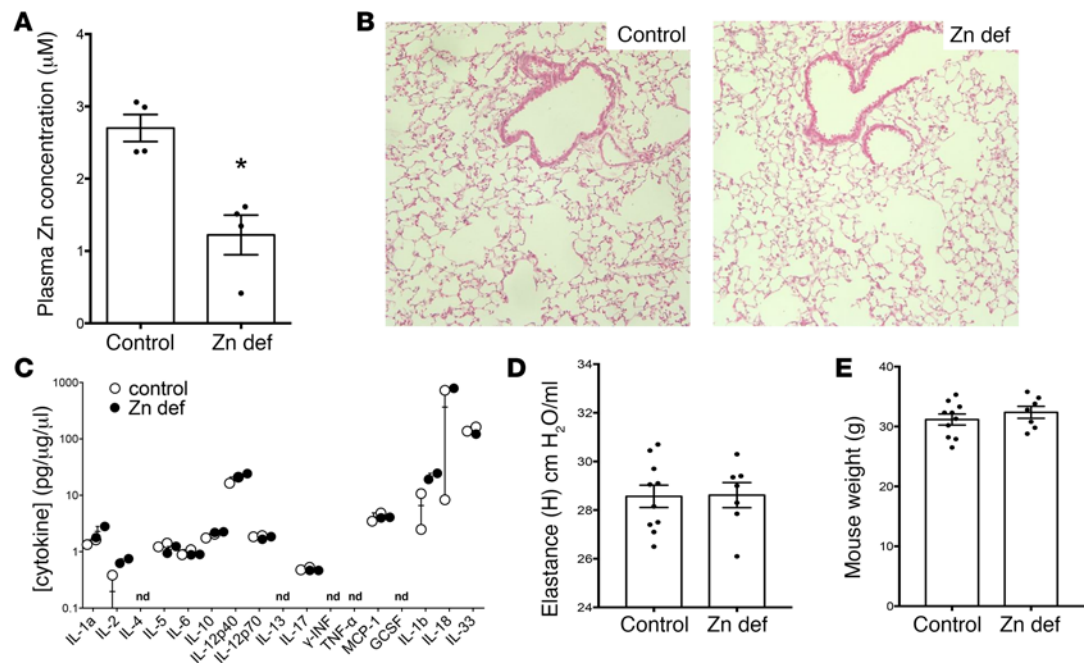 A
Plasma Zn concentration (µM)
4
3
2
1
0
*
Control
Zn def
B
Control
Zn def
C
[cytokine] (pg/µg/µl)
1000
100
10
1
0.1
control
Zn def
nd
nd
nd
nd
nd
IL-1a
IL-2
IL-4
IL-5
IL-6
IL-10
IL-12p40
IL-12p70
IL-13
IL-17
γ-INF
TNF-α
MCP-1
GCSF
IL-1b
IL-18
IL-33
D
Elastance (H) cm H₂O/ml
34
32
30
28
26
24
Control
Zn def
E
Mouse weight (g)
40
30
20
10
0
Control
Zn def